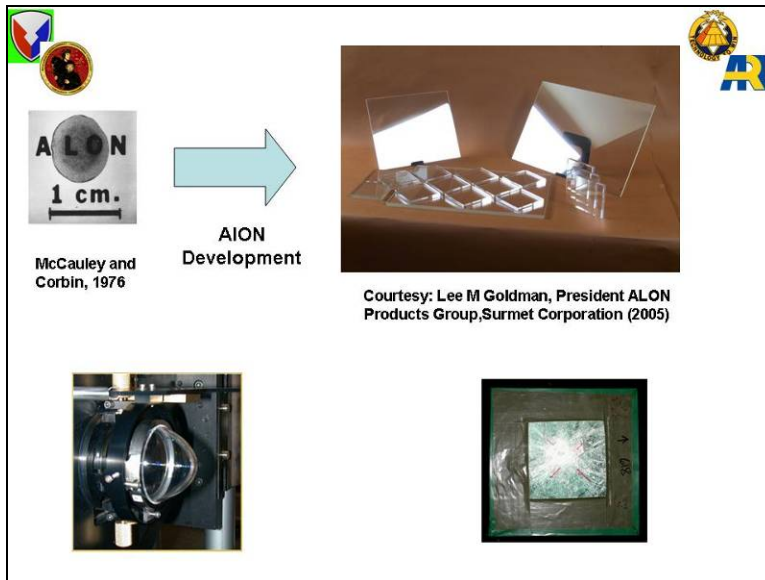 ALON
1 cm.
McCauley and
Corbin, 1976
AlON
Development
Courtesy: Lee M Goldman, President ALON
Products Group,Surmet Corporation (2005)